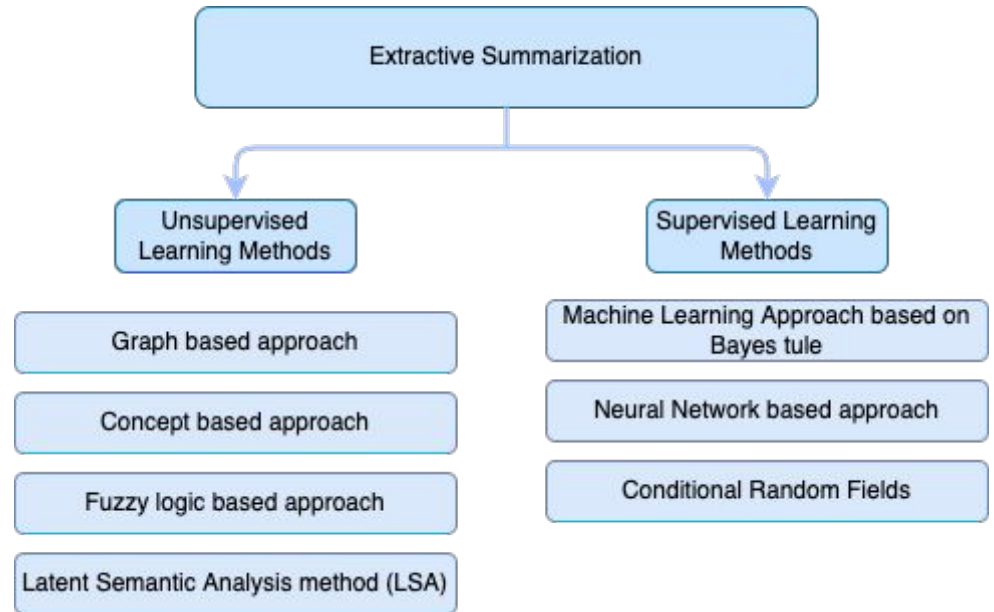 Extractive Summarization
Unsupervised
Learning Methods
Supervised Learning
Methods
Graph based approach
Concept based approach
Fuzzy logic based approach
Latent Semantic Analysis method (LSA)
Machine Learning Approach based on
Bayes tule
Neural Network based approach
Conditional Random Fields